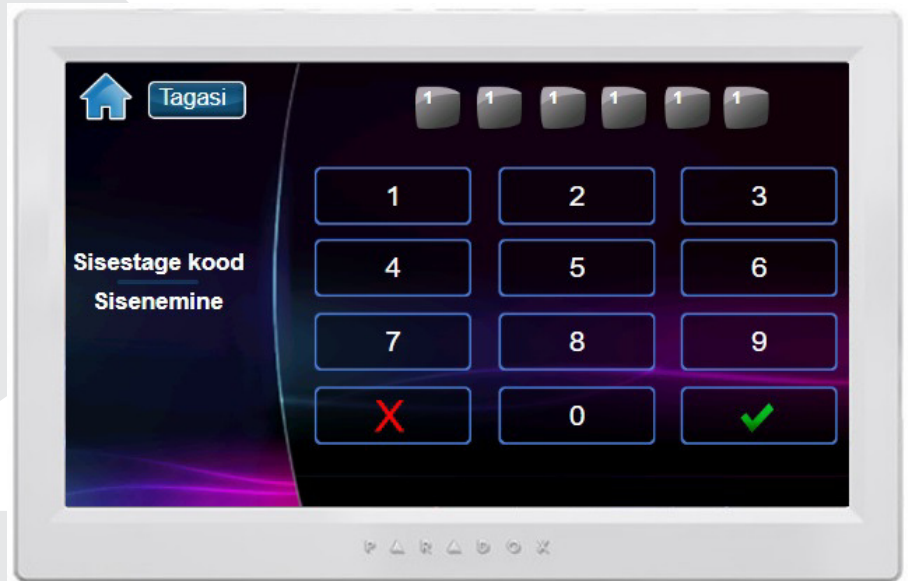 Tagasi
1 1 1 1 1 1
1 2 3
Sisestage kood
4 5 6
Sisenemine
7 8 9
X 0
PARADOX